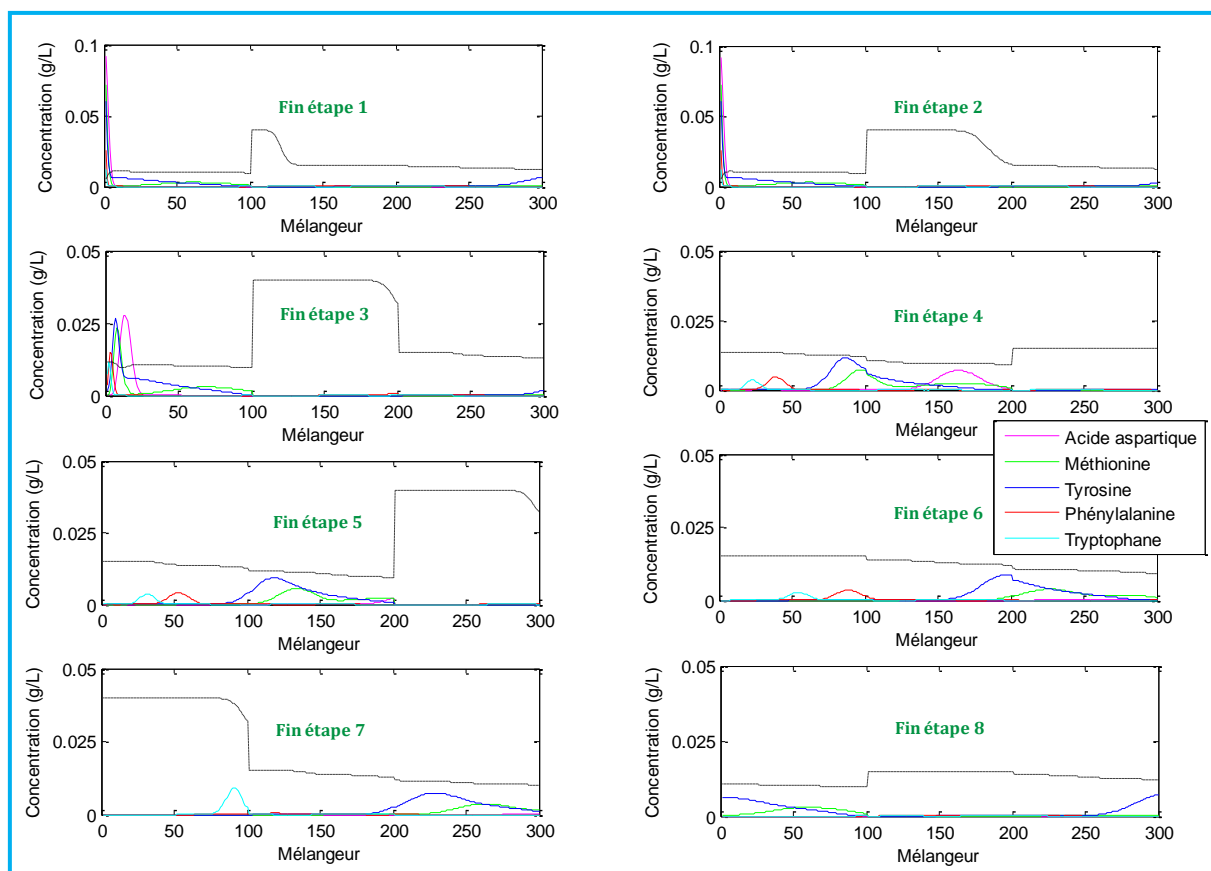 Concentration (g/L)
0.1
0.05
0
Fin étape 1
0 50 100 150 200 250 300
Mélangeur
Concentration (g/L)
0.1
0.05
0
Fin étape 2
0 50 100 150 200 250 300
Mélangeur
Concentration (g/L)
0.05
0.025
0
Fin étape 3
0 50 100 150 200 250 300
Mélangeur
Concentration (g/L)
0.05
0.025
0
Fin étape 4
0 50 100 150 200 250 300
Mélangeur
Acide aspartique
Méthionine
Tyrosine
Phénylalanine
Tryptophane
Concentration (g/L)
0.05
0.025
0
Fin étape 5
0 50 100 150 200 250 300
Mélangeur
Concentration (g/L)
0.05
0.025
0
Fin étape 6
0 50 100 150 200 250 300
Mélangeur
Concentration (g/L)
0.05
0.025
0
Fin étape 7
0 50 100 150 200 250 300
Mélangeur
Concentration (g/L)
0.05
0.025
0
Fin étape 8
0 50 100 150 200 250 300
Mélangeur